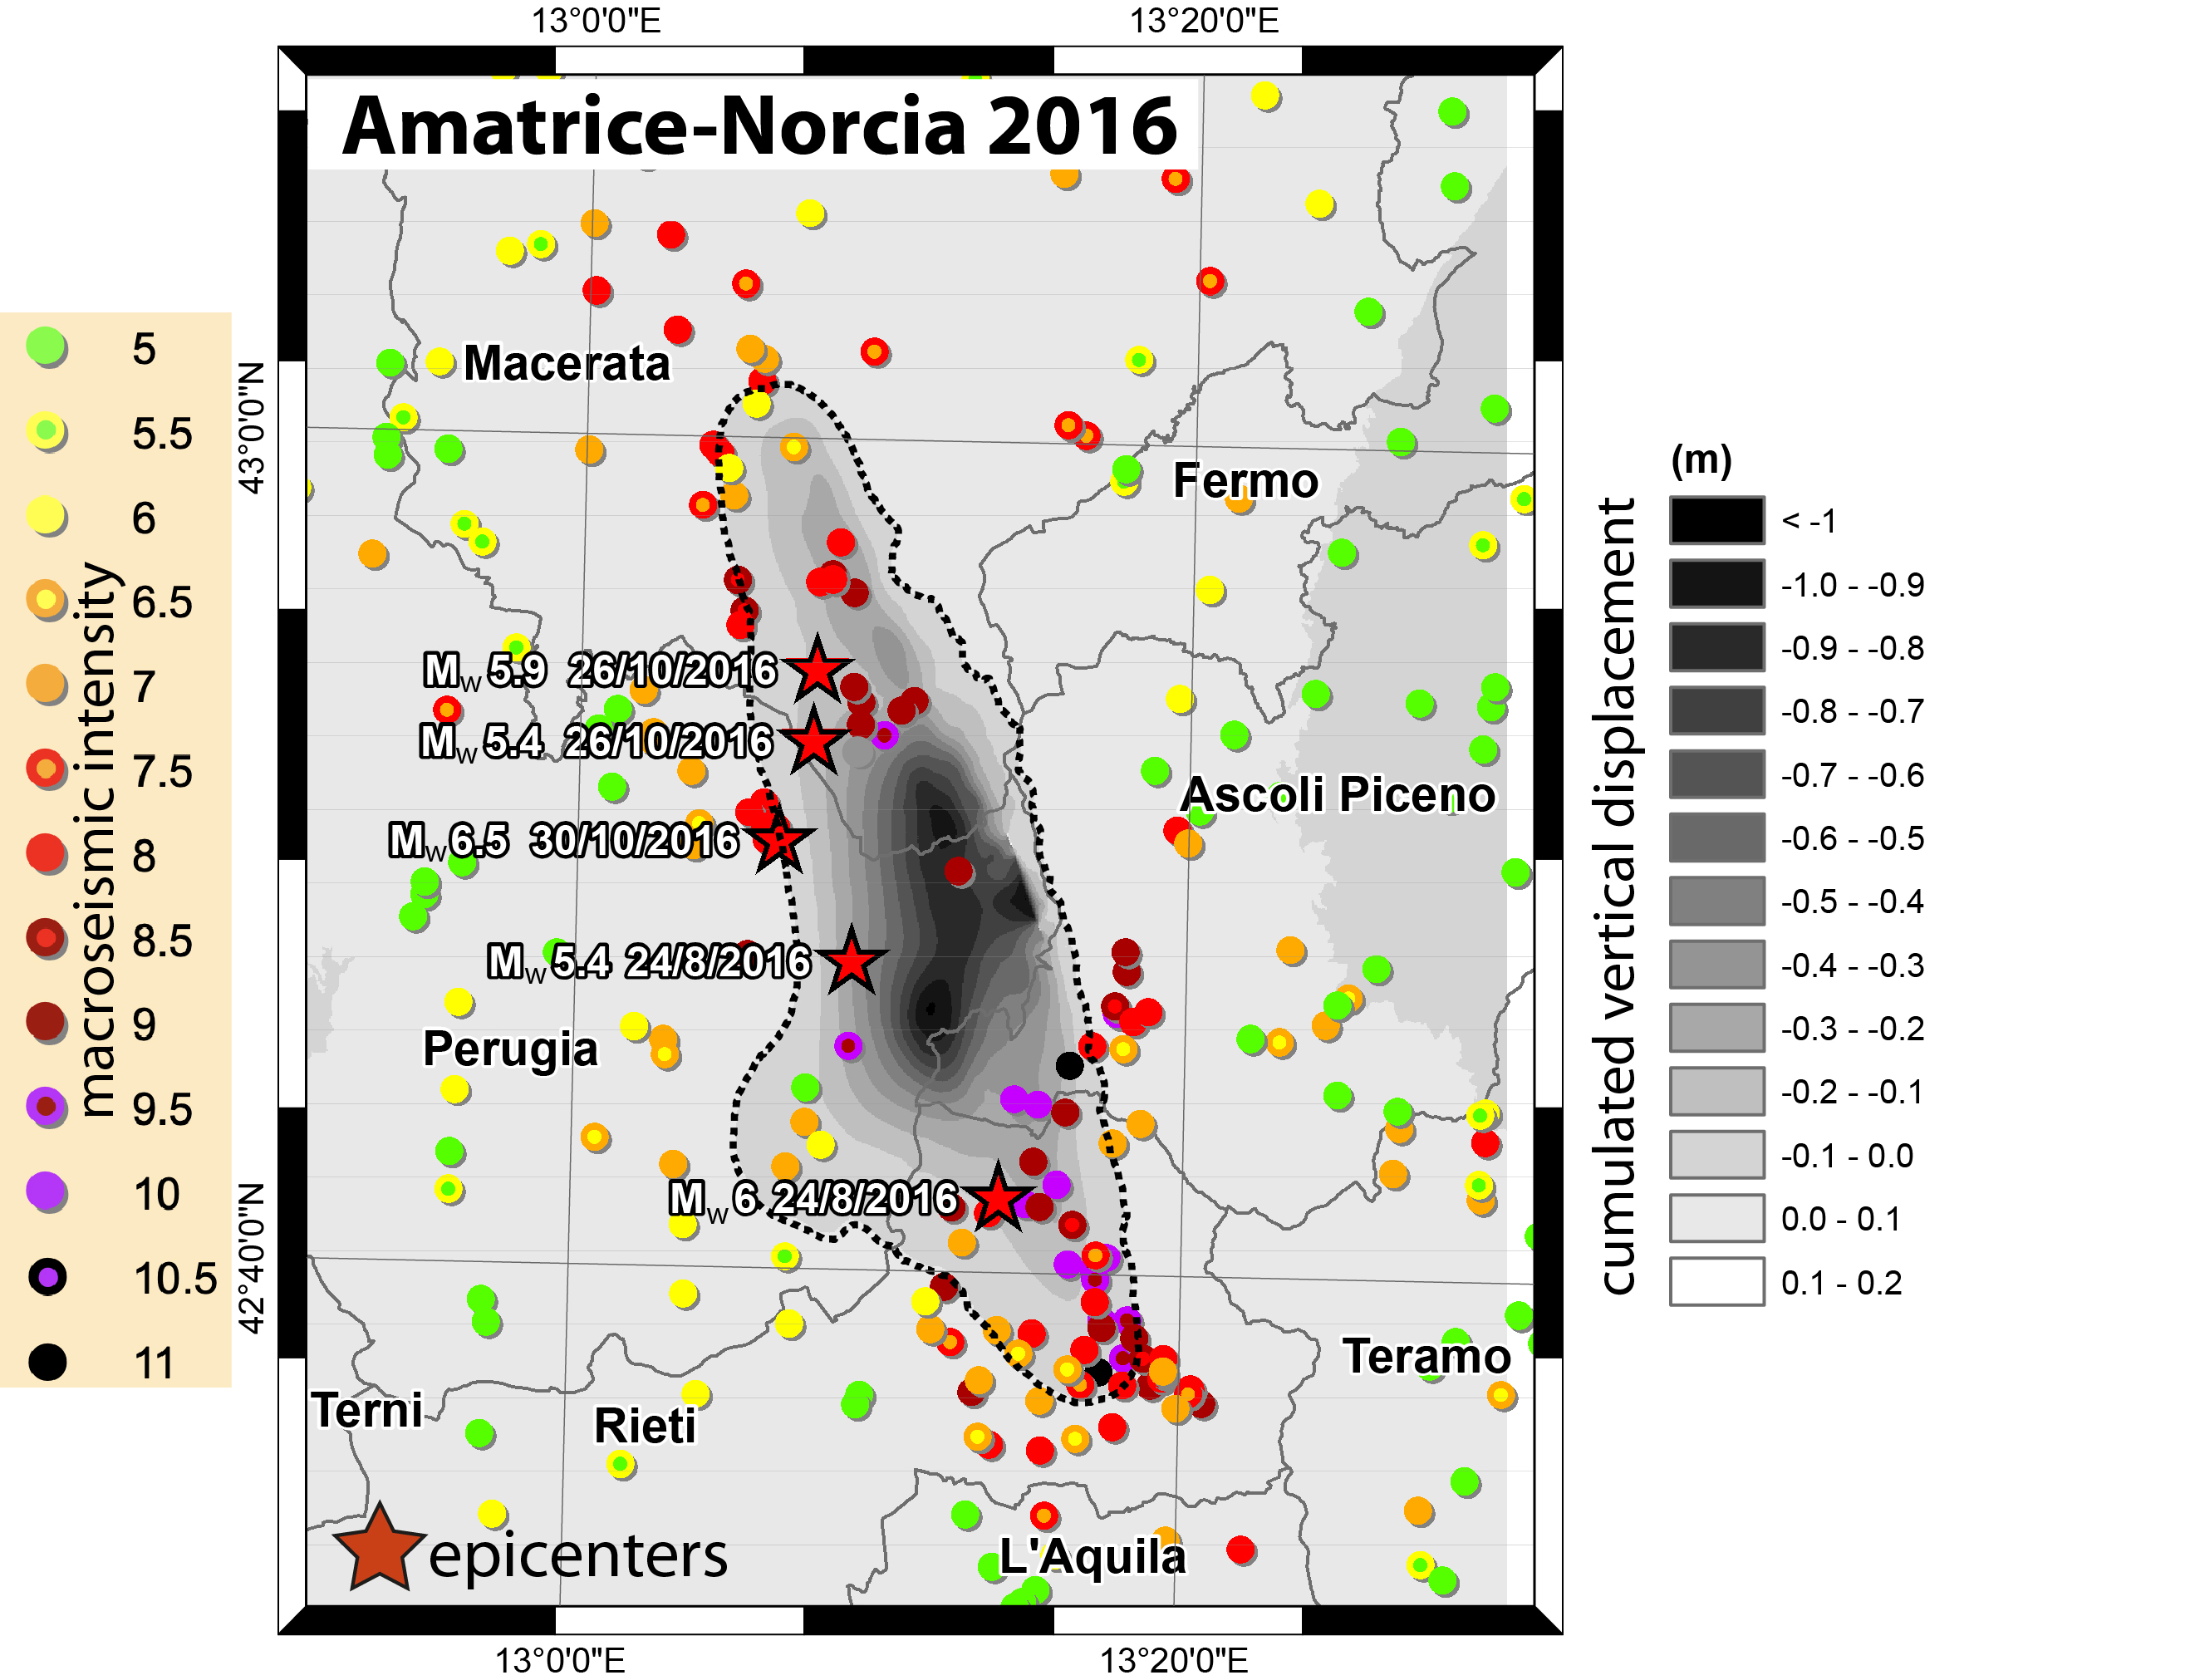 13°0'0"E
13°20'0"E
Amatrice-Norcia 2016
43°0'0"N
42°40'0"N
Macerata
Fermo
Mw 5.9 26/10/2016
Mw 5.4 26/10/2016
Ascoli Piceno
Mw 6.5 30/10/2016
Mw 5.4 24/8/2016
Perugia
Mw 6 24/8/2016
Teramo
Terni
Rieti
L'Aquila
epicenters
13°0'0"E
13°20'0"E
macroseismic intensity
5
5.5
6
6.5
7
7.5
8
8.5
9
9.5
10
10.5
11
(m)
cumulated vertical displacement
< -1
-1.0 - -0.9
-0.9 - -0.8
-0.8 - -0.7
-0.7 - -0.6
-0.6 - -0.5
-0.5 - -0.4
-0.4 - -0.3
-0.3 - -0.2
-0.2 - -0.1
-0.1 - 0.0
0.0 - 0.1
0.1 - 0.2